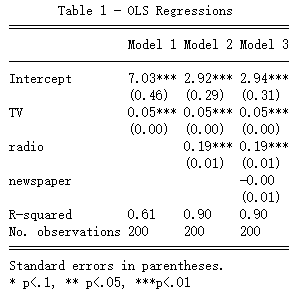 Table 1 - OLS Regressions
Model 1 Model 2 Model 3
Intercept 7.03*** 2.92*** 2.94***
(0.46) (0.29) (0.31)
TV 0.05*** 0.05*** 0.05***
(0.00) (0.00) (0.00)
radio 0.19*** 0.19***
(0.01) (0.01)
newspaper -0.00
(0.01)
R-squared 0.61 0.90 0.90
No. observations 200 200 200
Standard errors in parentheses.
* p<.1, ** p<.05, ***p<.01